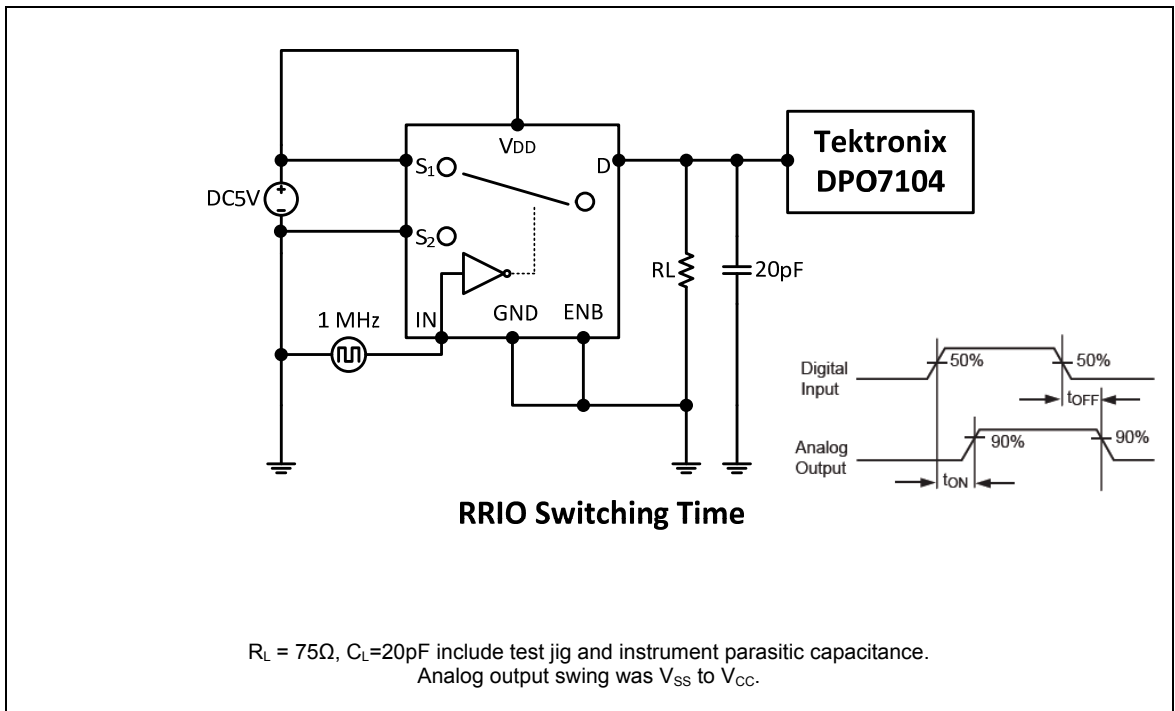 VDD
S1
D
Tektronix
DPO7104
DC5V
+
-
S2
RL
20pF
1 MHz
IN
GND
ENB
Digital
Input
50%
50%
tOFF
Analog
Output
90%
90%
tON
RRIO Switching Time
RL = 75Ω, CL=20pF include test jig and instrument parasitic capacitance.
Analog output swing was VSS to VCC.